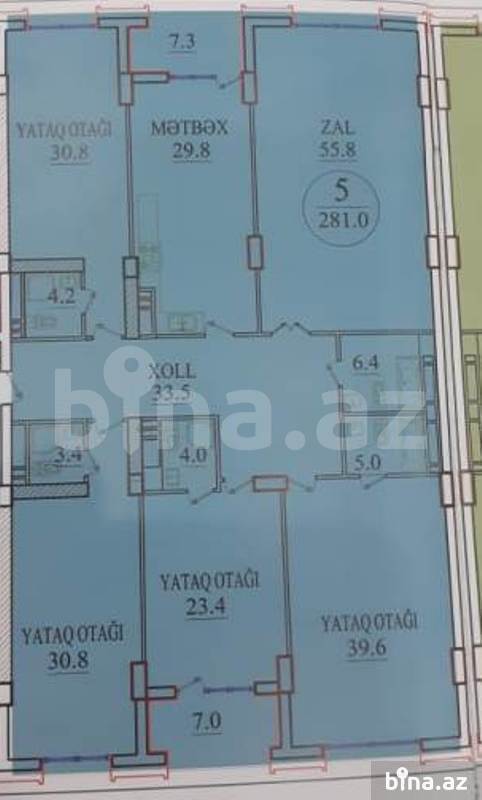 7.3
YATAQ OTAĞI
30.8
MƏTBƏX
29.8
ZAL
55.8
5
281.0
4.2
XOLL
33.5
6.4
3.4
4.0
5.0
YATAQ OTAĞI
30.8
YATAQ OTAĞI
23.4
YATAQ OTAĞI
39.6
7.0
bina.az
bina.az